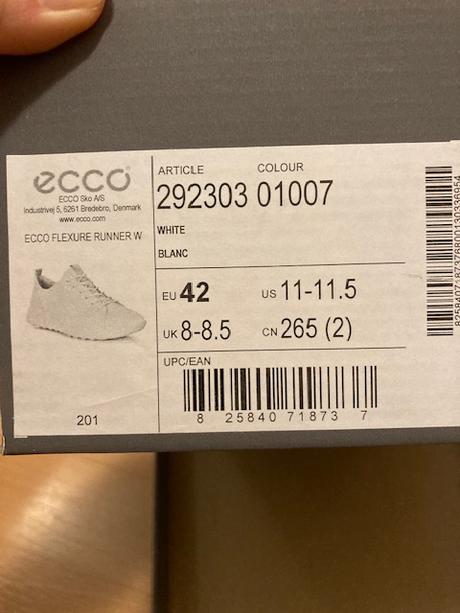 ecco
ECCO Sko A/S
Industrivej 5, 6261 Bredebro, Denmark
www.ecco.com
ECCO FLEXURE RUNNER W
201
ARTICLE COLOUR
292303 01007
WHITE
BLANC
EU 42 US 11-11.5
UK 8-8.5 CN 265 (2)
UPC/EAN
8 25840 71873 7